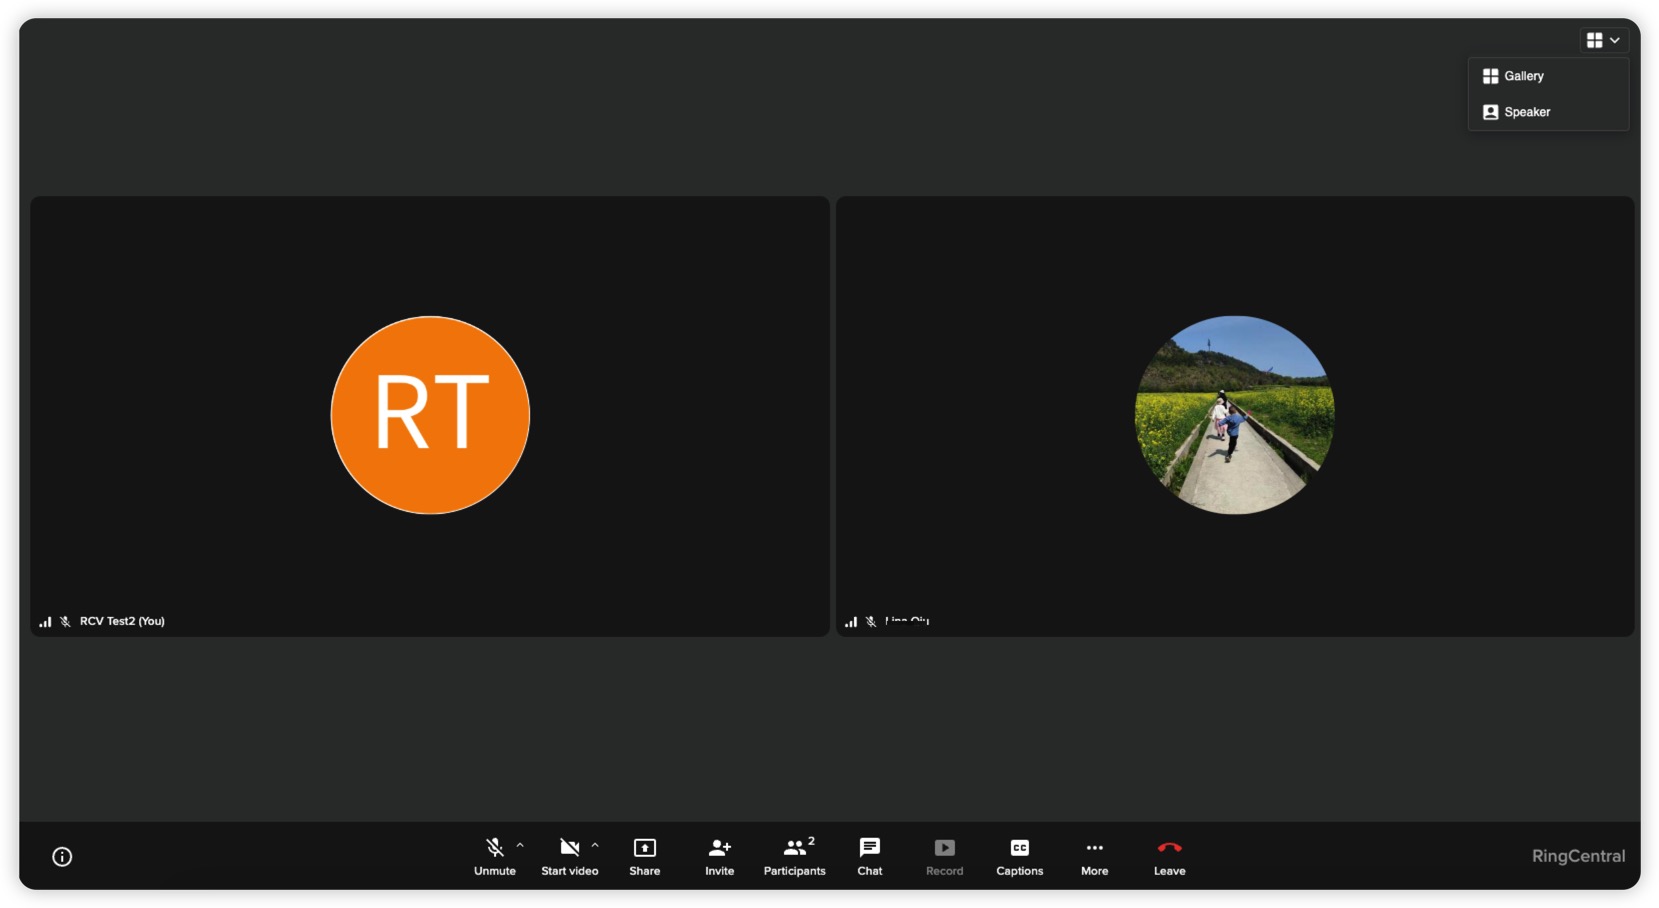 Gallery
Speaker
RT
RCV Test2 (You)
2
Unmute
Start video
Share
Invite
Participants
Chat
Record
CC
Captions
More
Leave
RingCentral